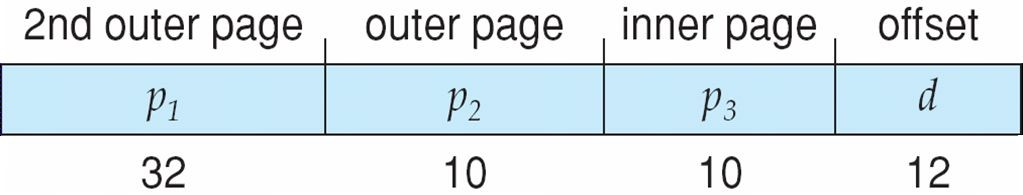 2nd outer page outer page inner page offset
p1 p2 p3 d
32 10 10 12